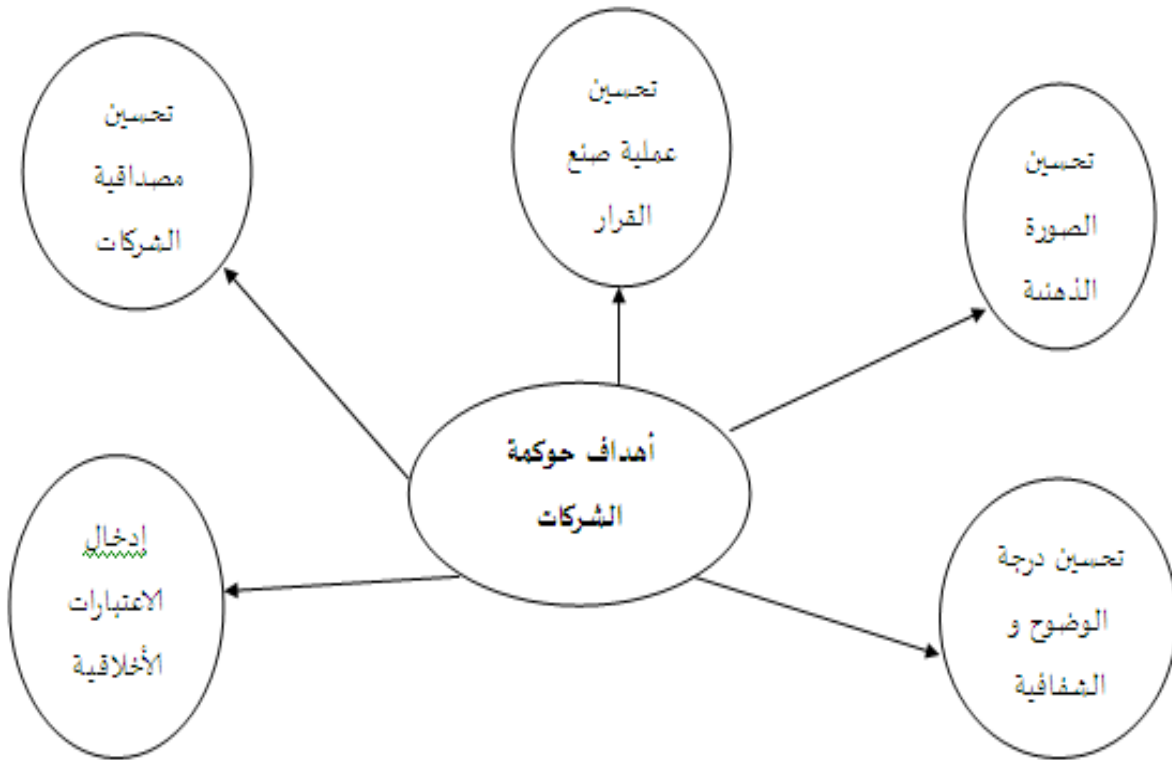 تحسين
عملية صنع
القرار
تحسين
الصورة
الذهنية
تحسين
مصداقية
الشركات
أهداف حوكمة
الشركات
تحسين درجة
الوضوح و
الشفافية
إدخال
الاعتبارات
الأخلاقية